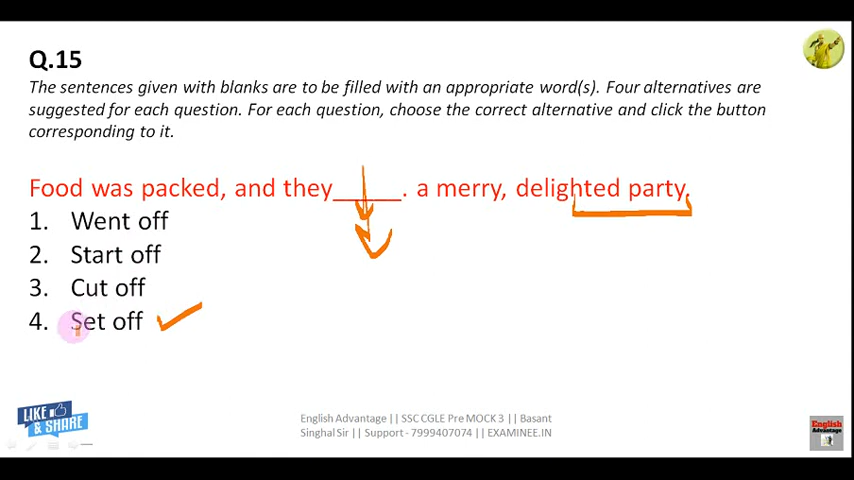 Q.15
The sentences given with blanks are to be filled with an appropriate word(s). Four alternatives are
suggested for each question. For each question, choose the correct alternative and click the button
corresponding to it.
Food was packed, and they______. a merry, delighted party.
1. Went off
2. Start off
3. Cut off
4. Set off
LIKE
& SHARE
English Advantage || SSC CGLE Pre MOCK 3 || Basant
Singhal Sir || Support - 7999407074 || EXAMINEE.IN
English
Advantage